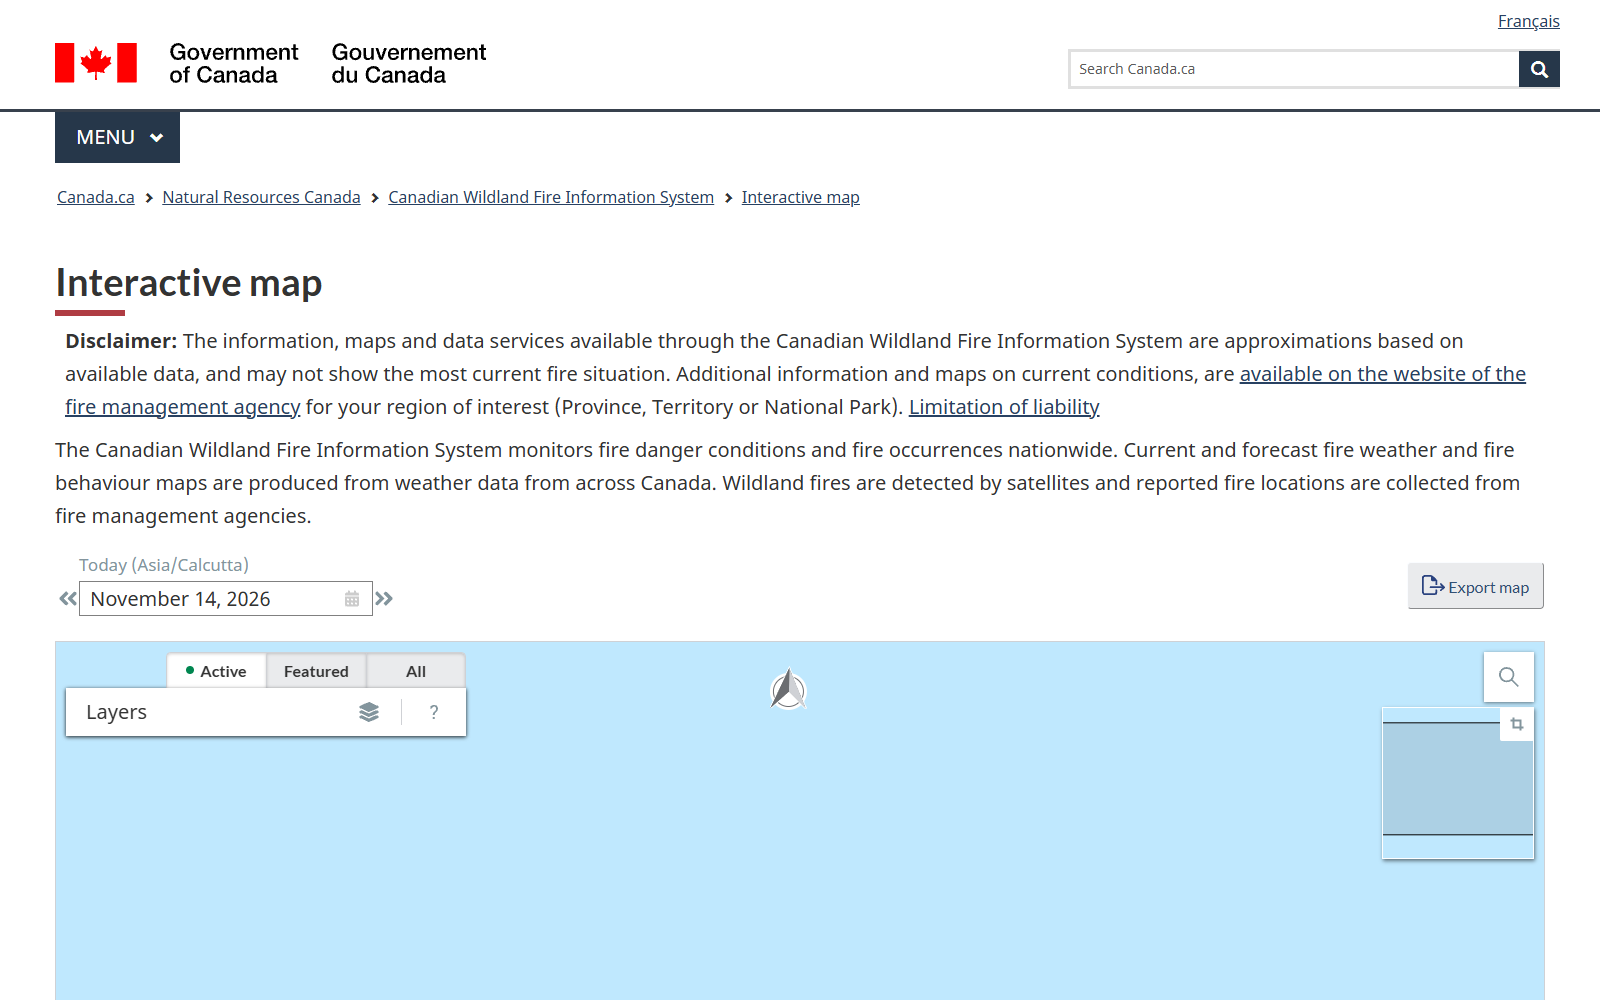 Français
Government
of Canada
Gouvernement
du Canada
Search Canada.ca
MENU
Canada.ca
Natural Resources Canada
Canadian Wildland Fire Information System
Interactive map
Interactive map
Disclaimer: The information, maps and data services available through the Canadian Wildland Fire Information System are approximations based on
available data, and may not show the most current fire situation. Additional information and maps on current conditions, are available on the website of the
fire management agency for your region of interest (Province, Territory or National Park). Limitation of liability
The Canadian Wildland Fire Information System monitors fire danger conditions and fire occurrences nationwide. Current and forecast fire weather and fire
behaviour maps are produced from weather data from across Canada. Wildland fires are detected by satellites and reported fire locations are collected from
fire management agencies.
Today (Asia/Calcutta)
November 14, 2026
Export map
Active
Featured
All
Layers
?